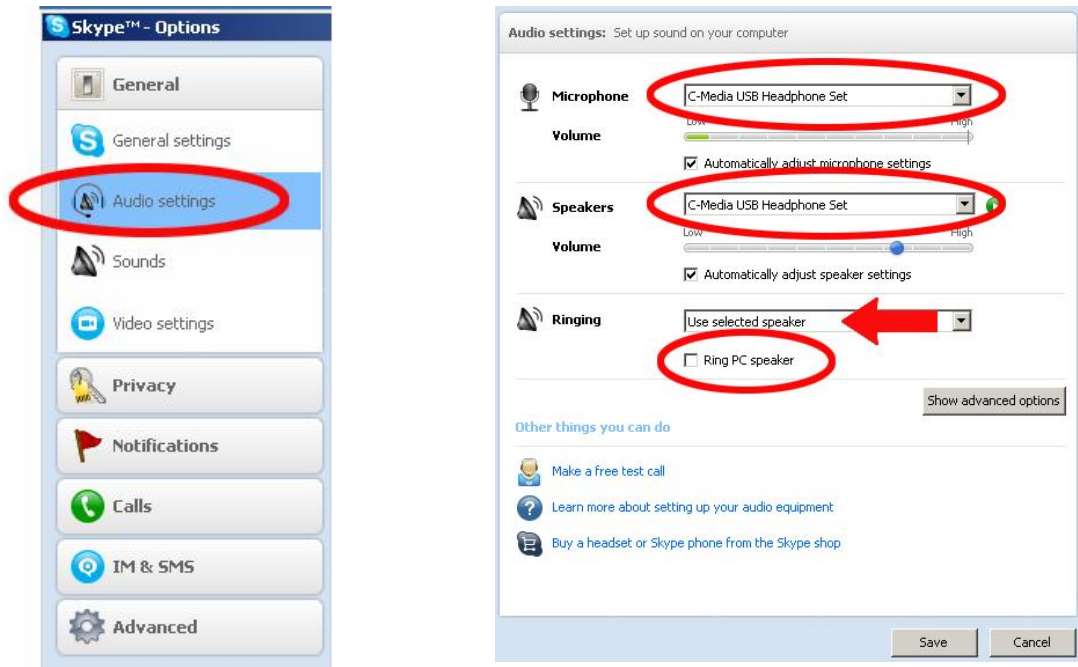 Skype™ - Options
General
General settings
Audio settings
Sounds
Video settings
Privacy
Notifications
Calls
IM & SMS
Advanced
Audio settings: Set up sound on your computer
Microphone C-Media USB Headphone Set
Low High
Volume
Automatically adjust microphone settings
Speakers C-Media USB Headphone Set
Low High
Volume
Automatically adjust speaker settings
Ringing Use selected speaker
Ring PC speaker
Show advanced options
Other things you can do
Make a free test call
Learn more about setting up your audio equipment
Buy a headset or Skype phone from the Skype shop
Save Cancel